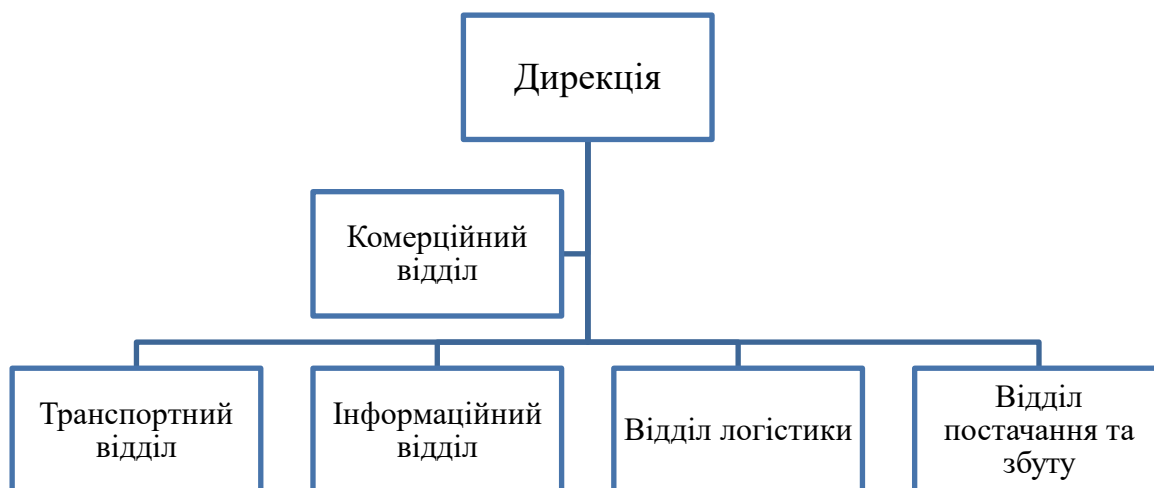 Дирекція
Комерційний
відділ
Транспортний
відділ
Інформаційний
відділ
Відділ логістики
Відділ
постачання та
збуту